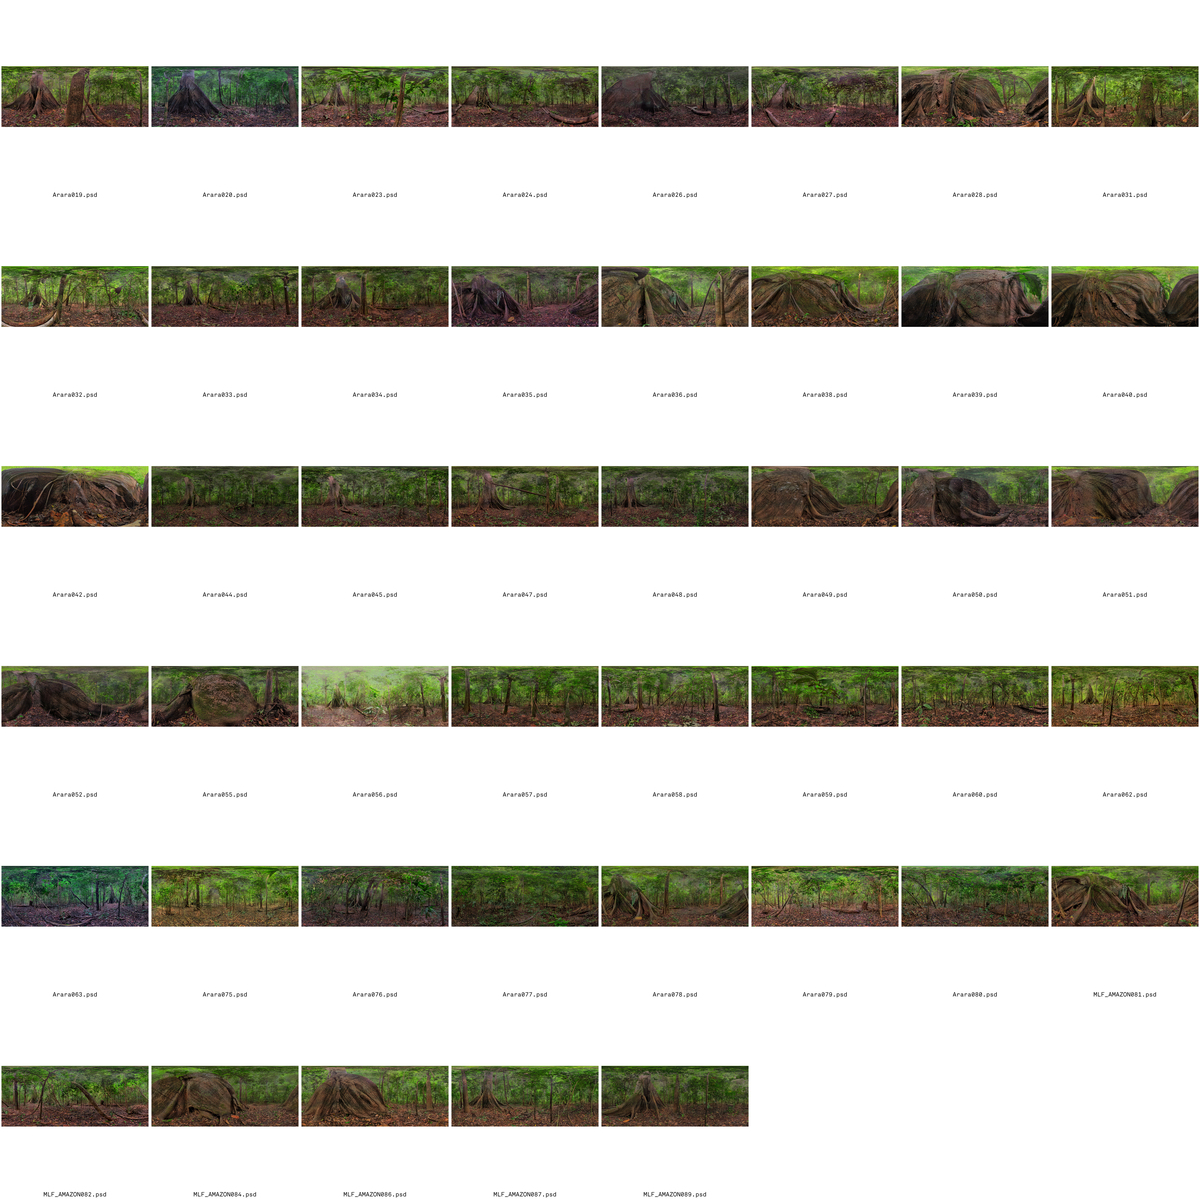 Arara019.psd
Arara020.psd
Arara023.psd
Arara024.psd
Arara026.psd
Arara027.psd
Arara028.psd
Arara031.psd
Arara032.psd
Arara033.psd
Arara034.psd
Arara035.psd
Arara036.psd
Arara038.psd
Arara039.psd
Arara040.psd
Arara042.psd
Arara044.psd
Arara045.psd
Arara047.psd
Arara048.psd
Arara049.psd
Arara050.psd
Arara051.psd
Arara052.psd
Arara055.psd
Arara056.psd
Arara057.psd
Arara058.psd
Arara059.psd
Arara060.psd
Arara062.psd
Arara063.psd
Arara075.psd
Arara076.psd
Arara077.psd
Arara078.psd
Arara079.psd
Arara080.psd
MLF_AMAZON081.psd
MLF_AMAZON082.psd
MLF_AMAZON084.psd
MLF_AMAZON086.psd
MLF_AMAZON087.psd
MLF_AMAZON089.psd